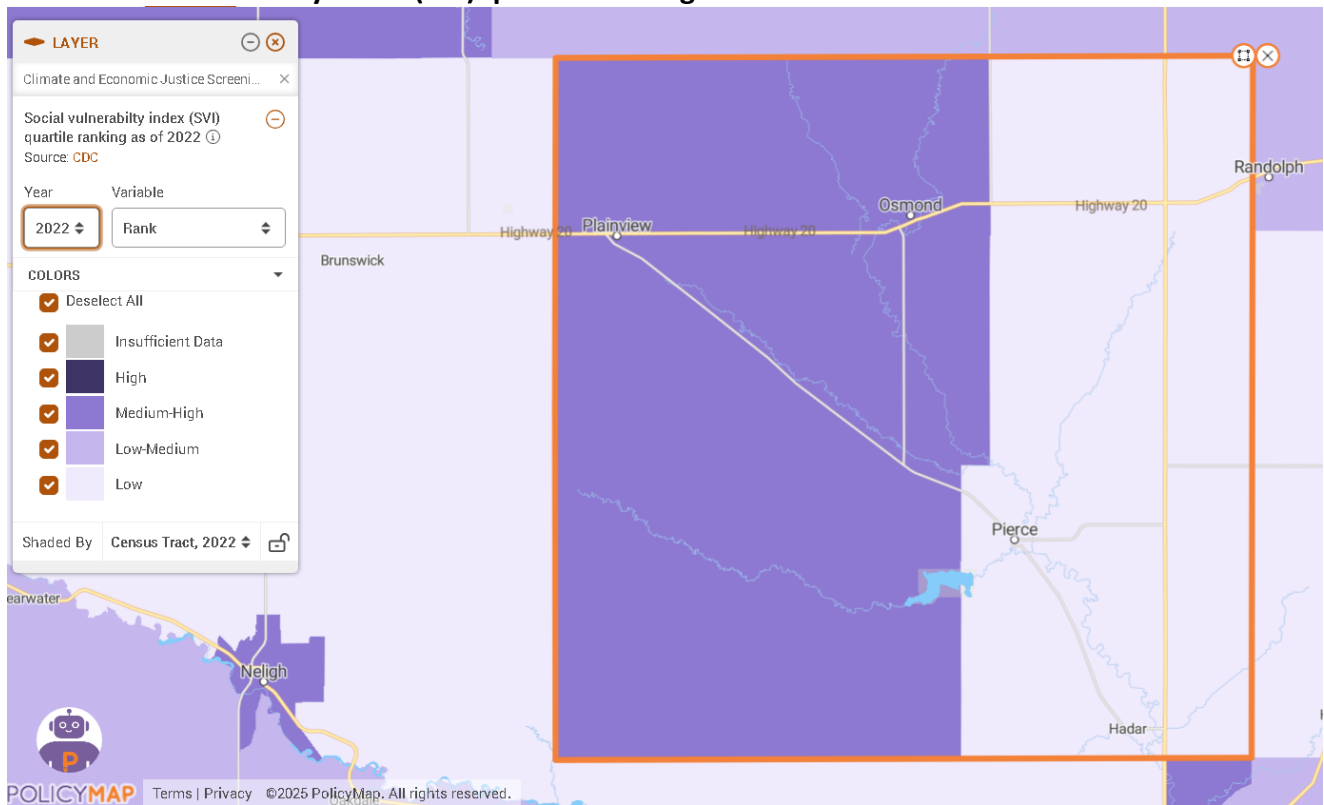 LAYER
Climate and Economic Justice Screeni...
Social vulnerabilty index (SVI)
quartile ranking as of 2022
Source: CDC
Year Variable
2022 Rank
COLORS
Deselect All
Insufficient Data
High
Medium-High
Low-Medium
Low
Shaded By Census Tract, 2022
Randolph
Osmond
Highway 20
Plainview
Highway 20
Highway 20
Brunswick
Pierce
earwater
Neligh
Hadar
P
POLICYMAP Terms | Privacy ©2025 PolicyMap. All rights reserved.
Oakdale